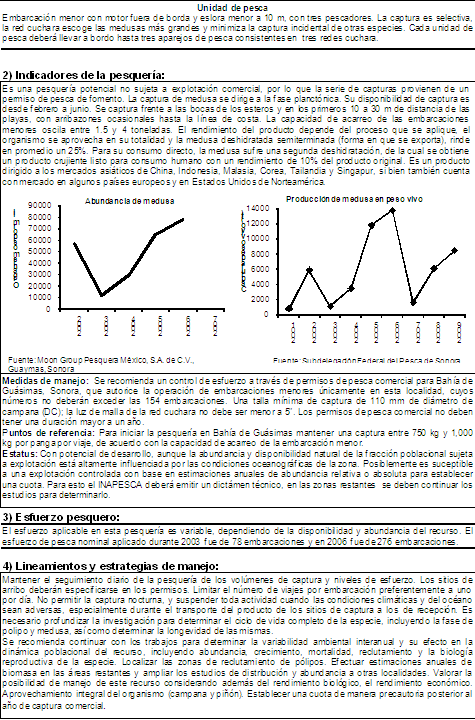 Unidad de pesca
Embarcación menor con motor fuera de borda y eslora menor a 10 m, con tres pescadores. La captura es selectiva,
la red cuchara escoge las medusas más grandes y minimiza la captura incidental de otras especies. Cada unidad de
pesca deberá llevar a bordo hasta tres aparejos de pesca consistentes en tres redes cuchara.
2) Indicadores de la pesquería:
Es una pesquería potencial no sujeta a explotación comercial, por lo que la serie de capturas provienen de un
permiso de pesca de fomento. La captura de medusa se dirige a la fase planctónica. Su disponibilidad de captura es
desde febrero a junio. Se captura frente a las bocas de los esteros y en los primeros 10 a 30 m de distancia de las
playas, con arribazones ocasionales hasta la línea de costa. La capacidad de acarreo de las embarcaciones
menores oscila entre 1.5 y 4 toneladas. El rendimiento del producto depende del proceso que se aplique, el
organismo se aprovecha en su totalidad y la medusa deshidratada semiterminada (forma en que se exporta), rinde
en promedio un 25%. Para su consumo directo, la medusa sufre una segunda deshidratación, de la cual se obtiene
un producto crujiente listo para consumo humano con un rendimiento de 10% del producto original. Es un producto
dirigido a los mercados asiáticos de China, Indonesia, Malasia, Corea, Tailandia y Singapur, si bien también cuenta
con mercado en algunos países europeos y en Estados Unidos de Norteamérica.
Abundancia de medusa
90000
80000
70000
60000
50000
40000
30000
20000
10000
0
Producción de medusa en peso vivo
14000
12000
10000
8000
6000
4000
2000
0
Fuente: Moon Group Pesquera México, S.A. de C.V.,
Guaymas, Sonora
Fuente: Subdelegación Federal del Pesca de Sonora
Medidas de manejo: Se recomienda un control de esfuerzo a través de permisos de pesca comercial para Bahía de
Guásimas, Sonora, que autorice la operación de embarcaciones menores únicamente en esta localidad, cuyos
números no deberán exceder las 154 embarcaciones. Una talla mínima de captura de 110 mm de diámetro de
campana (DC); la luz de malla de la red cuchara no debe ser menor a 5". Los permisos de pesca comercial no deben
tener una duración mayor a un año.
Puntos de referencia: Para iniciar la pesquería en Bahía de Guásimas mantener una captura entre 750 kg y 1,000
kg por panga por viaje, de acuerdo con la capacidad de acarreo de la embarcación menor.
Estatus: Con potencial de desarrollo, aunque la abundancia y disponibilidad natural de la fracción poblacional sujeta
a explotación está altamente influenciada por las condiciones oceanográficas de la zona. Posiblemente es suceptible
a una explotación controlada con base en estimaciones anuales de abundancia relativa o absoluta para establecer
una cuota. Para esto el INAPESCA deberá emitir un dictámen técnico, en las zonas restantes se deben continuar los
estudios para determinarlo.
3) Esfuerzo pesquero:
El esfuerzo aplicable en esta pesquería es variable, dependiendo de la disponibilidad y abundancia del recurso. El
esfuerzo de pesca nominal aplicado durante 2003 fue de 78 embarcaciones y en 2006 fue de 276 embarcaciones.
4) Lineamientos y estrategias de manejo:
Mantener el seguimiento diario de la pesquería de los volúmenes de captura y niveles de esfuerzo. Los sitios de
arribo deberán especificarse en los permisos. Limitar el número de viajes por embarcación preferentemente a uno
por día. No permitir la captura nocturna, y suspender toda actividad cuando las condiciones climáticas y del océano
sean adversas, especialmente durante el transporte del producto de los sitios de captura a los de recepción. Es
necesario profundizar la investigación para determinar el ciclo de vida completo de la especie, incluyendo la fase de
pólipo y medusa, así como determinar la longevidad de las mismas.
Se recomienda continuar con los trabajos para determinar la variabilidad ambiental interanual y su efecto en la
dinámica poblacional del recurso, incluyendo abundancia, crecimiento, mortalidad, reclutamiento y la biología
reproductiva de la especie. Localizar las zonas de reclutamiento de pólipos. Efectuar estimaciones anuales de
biomasa en las áreas restantes y ampliar los estudios de distribución y abundancia a otras localidades. Valorar la
posibilidad de manejo de este recurso considerando además del rendimiento biológico, el rendimiento económico.
Aprovechamiento integral del organismo (campana y piñón). Establecer una cuota de manera precautoria posterior al
año de captura comercial.